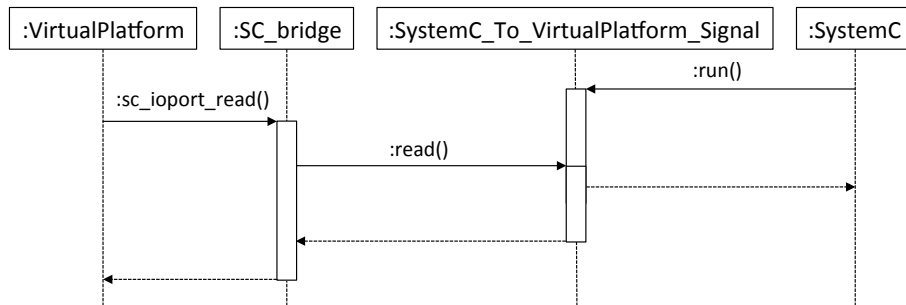 :VirtualPlatform
:SC_bridge
:SystemC_To_VirtualPlatform_Signal
:SystemC
:run()
:sc_ioport_read()
:read()